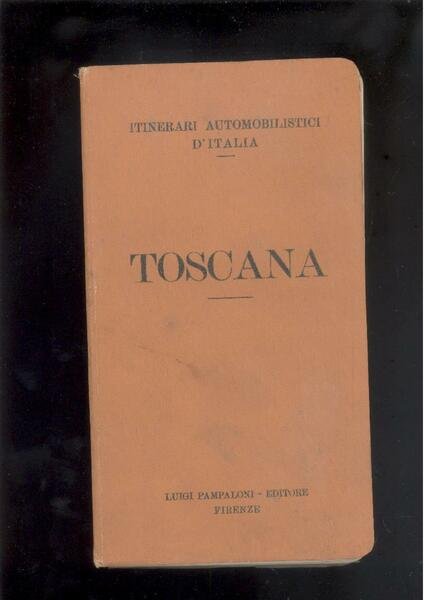 ITINERARI AUTOMOBILISTICI
D'ITALIA
TOSCANA
LUIGI PAMPALONI - EDITORE
FIRENZE